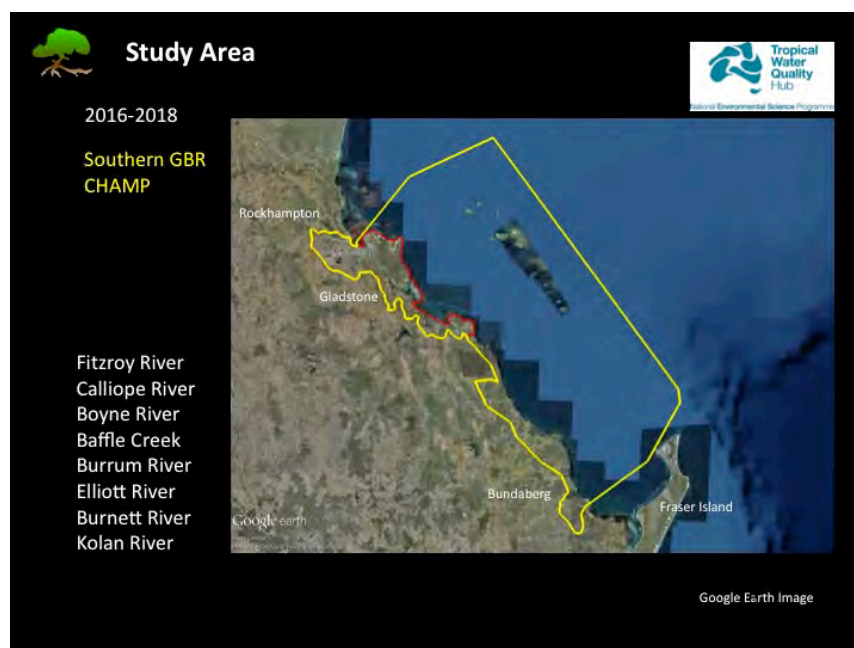 Study Area
Tropical
Water
Quality
Hub
National Environmental Science Programme
2016-2018
Southern GBR
CHAMP
Rockhampton
Gladstone
Bundaberg
Fraser Island
Google earth
Fitzroy River
Calliope River
Boyne River
Baffle Creek
Burrum River
Elliott River
Burnett River
Kolan River
Google Earth Image